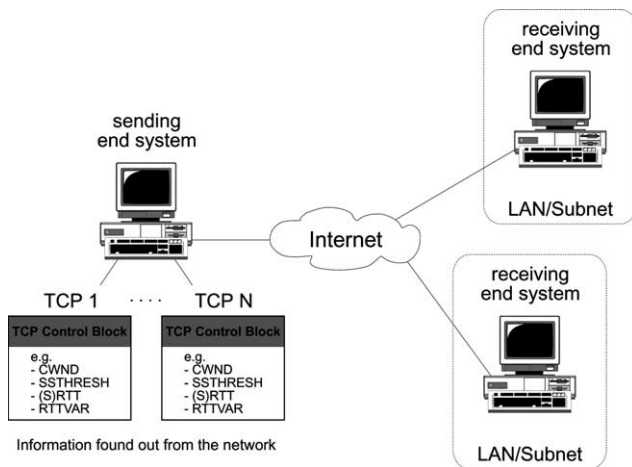 sending
end system
TCP 1
. . . .
TCP N
TCP Control Block
e.g.
- CWND
- SSTHRESH
- (S)RTT
- RTTVAR
TCP Control Block
e.g.
- CWND
- SSTHRESH
- (S)RTT
- RTTVAR
Information found out from the network
Internet
receiving
end system
LAN/Subnet
receiving
end system
LAN/Subnet